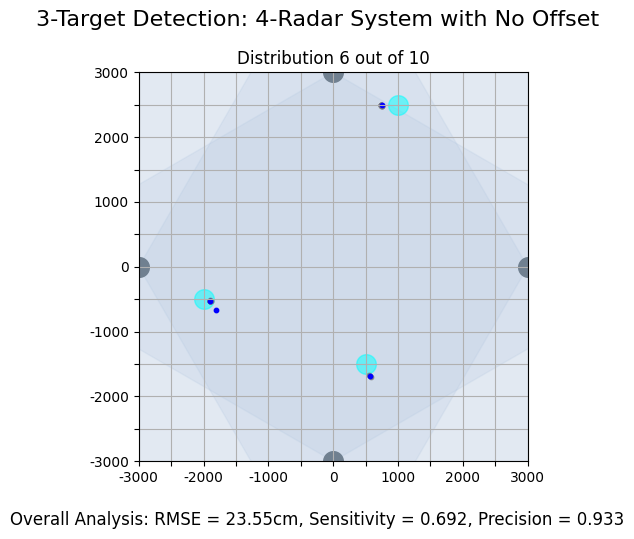 3-Target Detection: 4-Radar System with No Offset
Distribution 6 out of 10
3000
2000
1000
0
-1000
-2000
-3000
-3000 -2000 -1000 0 1000 2000 3000
Overall Analysis: RMSE = 23.55cm, Sensitivity = 0.692, Precision = 0.933